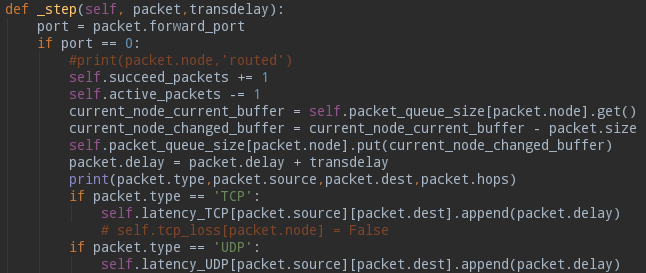 def _step(self, packet,transdelay):
    port = packet.forward_port
    if port == 0:
        #print(packet.node,'routed')
        self.succeed_packets += 1
        self.active_packets -= 1
        current_node_current_buffer = self.packet_queue_size[packet.node].get()
        current_node_changed_buffer = current_node_current_buffer - packet.size
        self.packet_queue_size[packet.node].put(current_node_changed_buffer)
        packet.delay = packet.delay + transdelay
        print(packet.type,packet.source,packet.dest,packet.hops)
        if packet.type == 'TCP':
            self.latency_TCP[packet.source][packet.dest].append(packet.delay)
            # self.tcp_loss[packet.node] = False
        if packet.type == 'UDP':
            self.latency_UDP[packet.source][packet.dest].append(packet.delay)